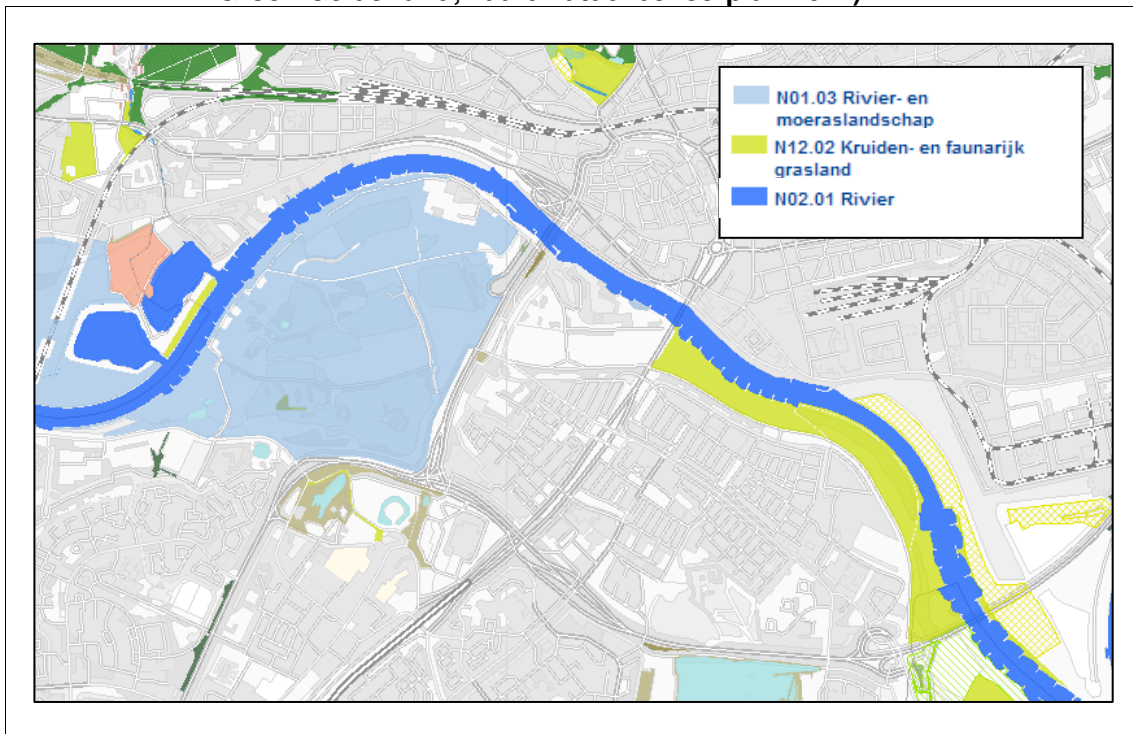 N01.03 Rivier- en
moeraslandschap
N12.02 Kruiden- en faunarijk
grasland
N02.01 Rivier